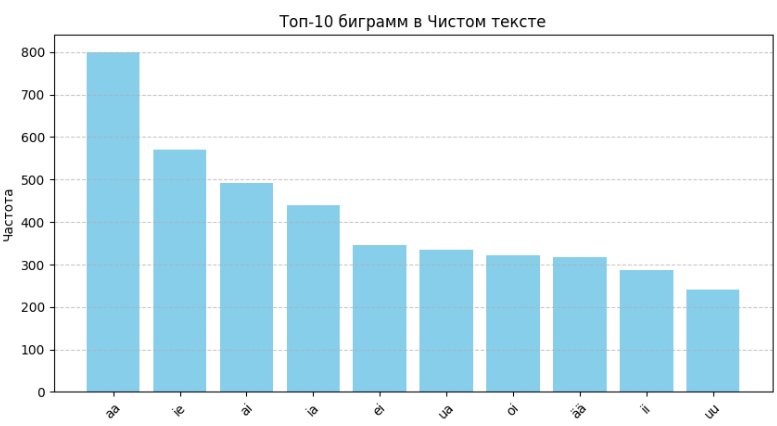 Топ-10 биграмм в Чистом тексте
Частота
800
700
600
500
400
300
200
100
0
aa
ie
ai
ia
ei
ua
oi
ää
ii
uu